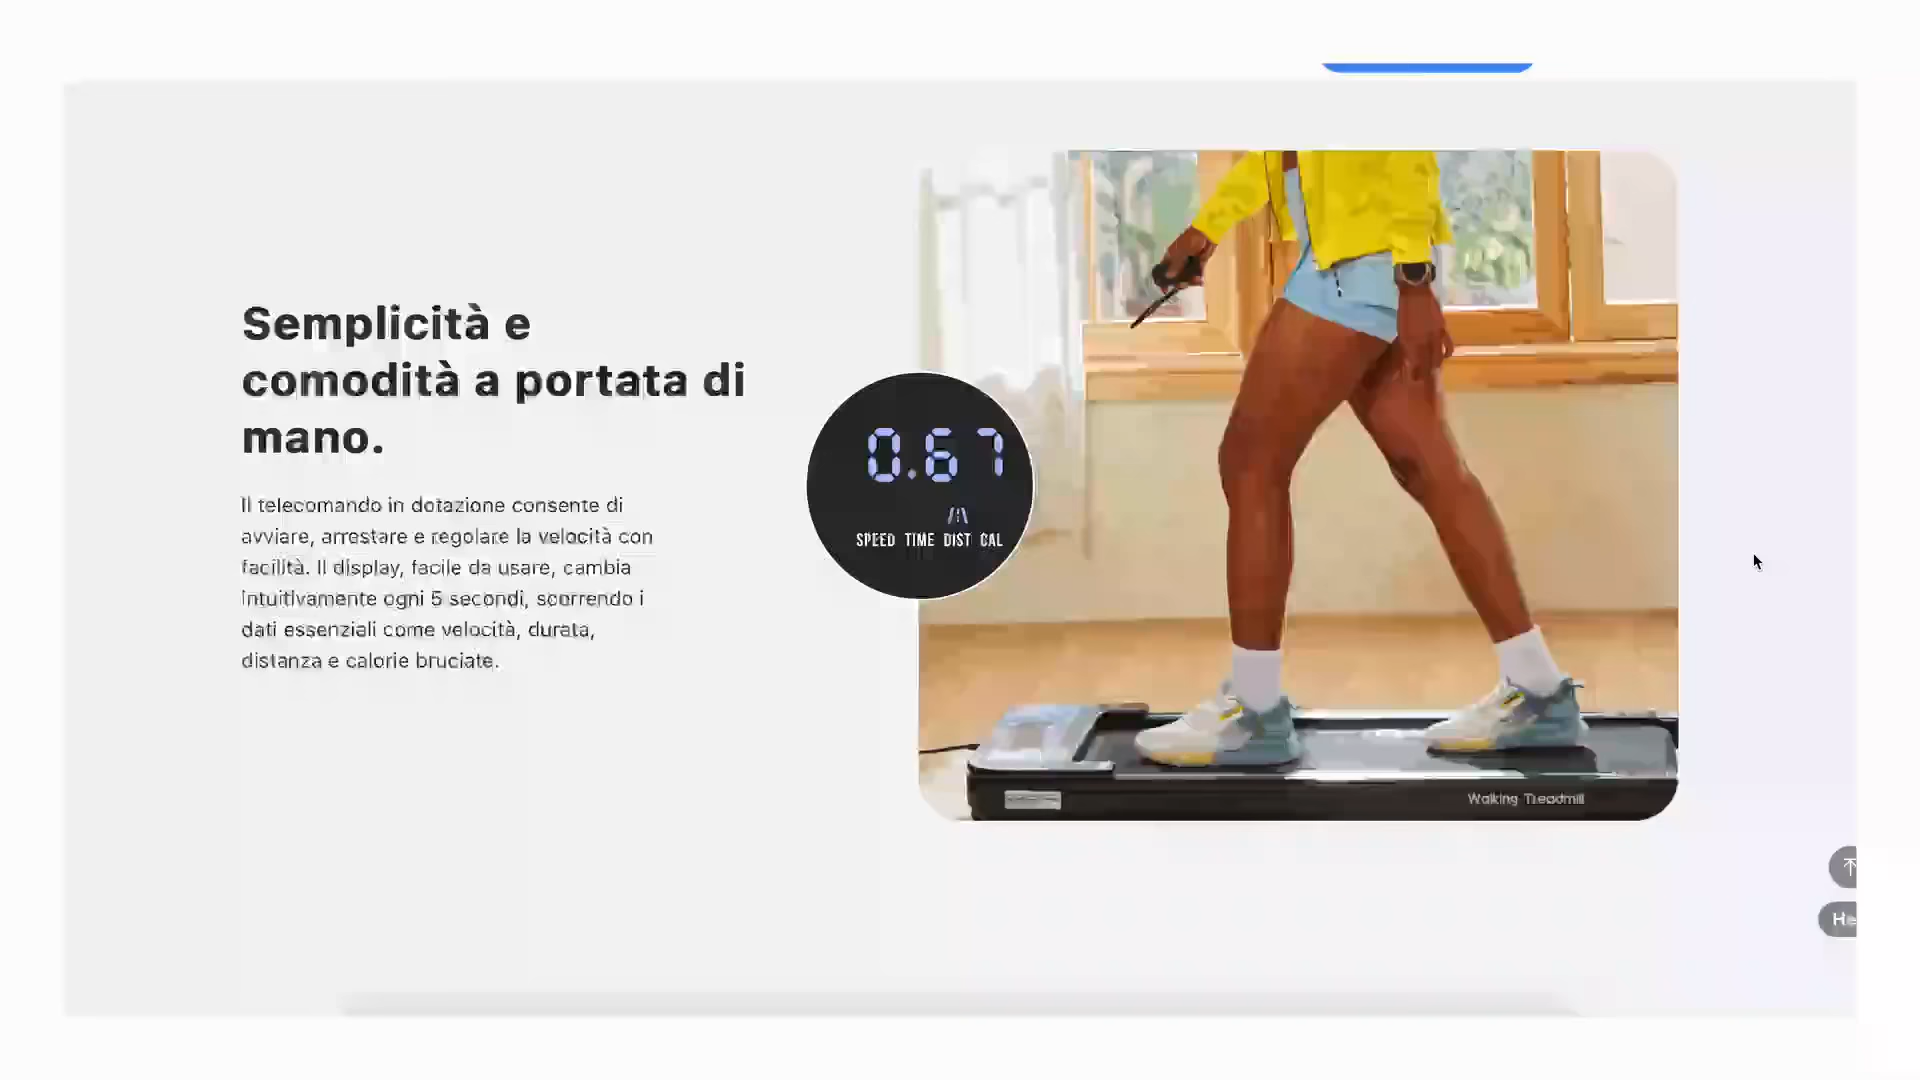 Semplicità e
comodità a portata di
mano.
Il telecomando in dotazione consente di
avviare, arrestare e regolare la velocità con
facilità. Il display, facile da usare, cambia
intuitivamente ogni 5 secondi, scorrendo i
dati essenziali come velocità, durata,
distanza e calorie bruciate.
0.67
SPEED TIME DIST CAL
Walking Treadmill